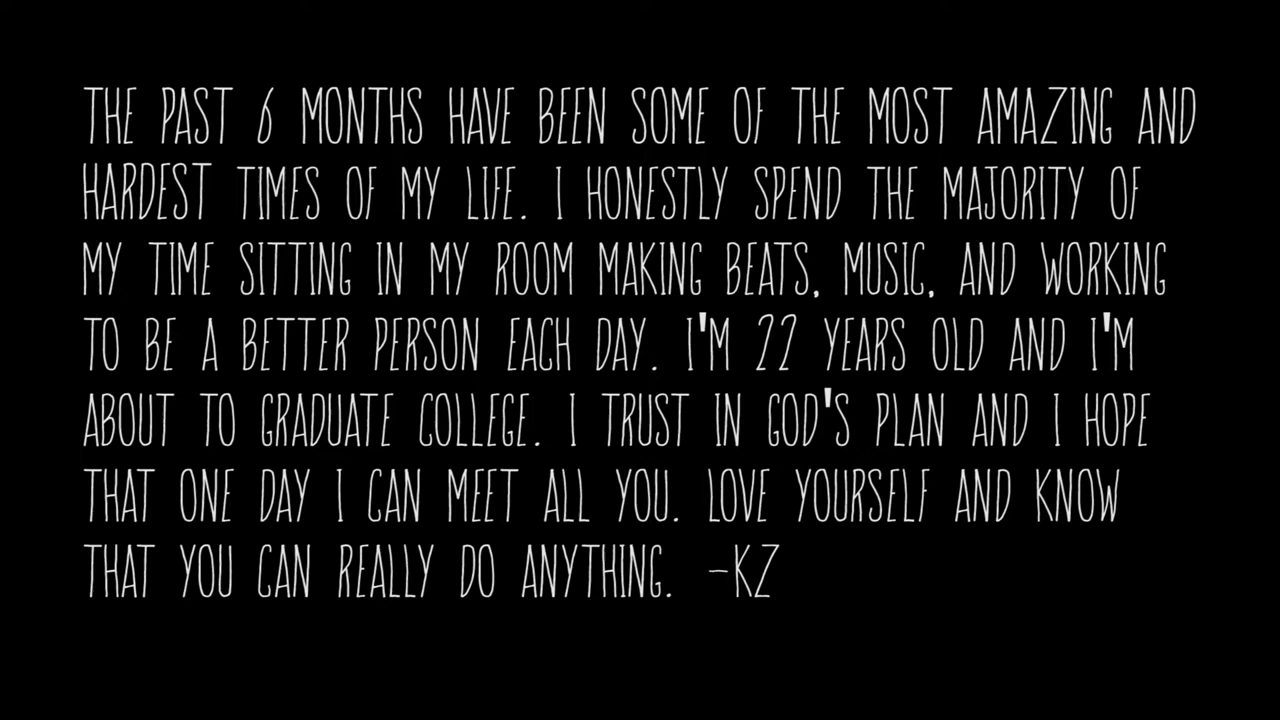 THE PAST 6 MONTHS HAVE BEEN SOME OF THE MOST AMAZING AND
HARDEST TIMES OF MY LIFE. I HONESTLY SPEND THE MAJORITY OF
MY TIME SITTING IN MY ROOM MAKING BEATS, MUSIC, AND WORKING
TO BE A BETTER PERSON EACH DAY. I'M 22 YEARS OLD AND I'M
ABOUT TO GRADUATE COLLEGE. I TRUST IN GOD'S PLAN AND I HOPE
THAT ONE DAY I CAN MEET ALL YOU. LOVE YOURSELF AND KNOW
THAT YOU CAN REALLY DO ANYTHING. -KZ